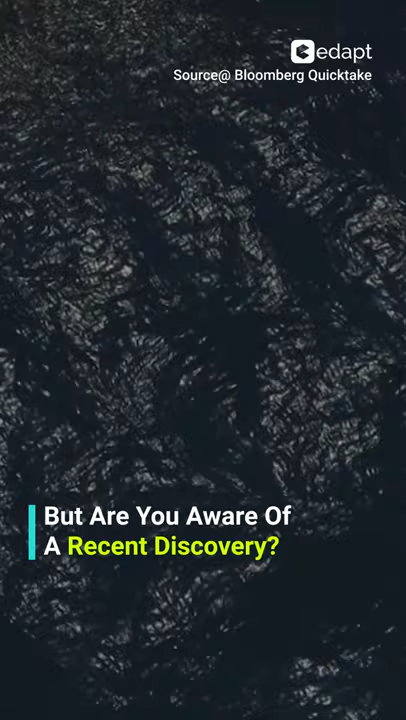 edapt
Source@ Bloomberg Quicktake
But Are You Aware Of
A Recent Discovery?